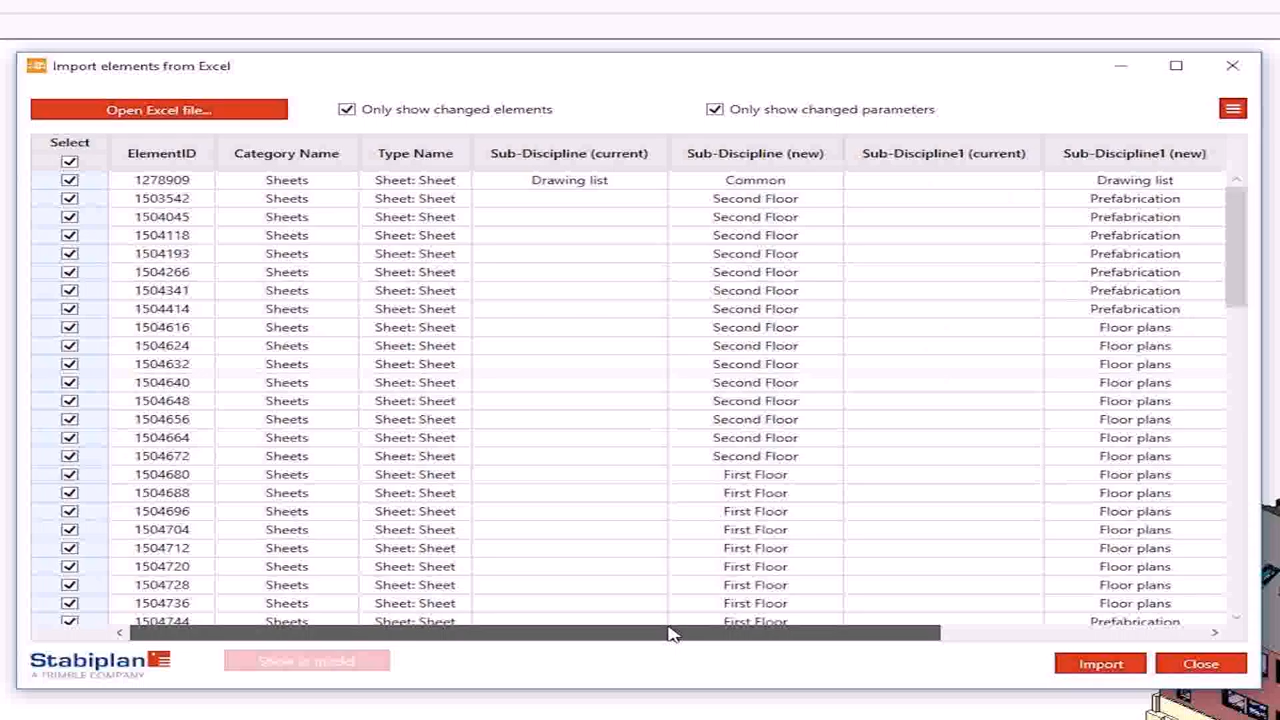 Import elements from Excel
Open Excel file... Only show changed elements Only show changed parameters
Select ElementID Category Name Type Name Sub-Discipline (current) Sub-Discipline (new) Sub-Discipline1 (current) Sub-Discipline1 (new)
1278909 Sheets Sheet: Sheet Drawing list Common Drawing list
1503542 Sheets Sheet: Sheet Second Floor Prefabrication
1504045 Sheets Sheet: Sheet Second Floor Prefabrication
1504118 Sheets Sheet: Sheet Second Floor Prefabrication
1504193 Sheets Sheet: Sheet Second Floor Prefabrication
1504266 Sheets Sheet: Sheet Second Floor Prefabrication
1504341 Sheets Sheet: Sheet Second Floor Prefabrication
1504414 Sheets Sheet: Sheet Second Floor Prefabrication
1504616 Sheets Sheet: Sheet Second Floor Floor plans
1504624 Sheets Sheet: Sheet Second Floor Floor plans
1504632 Sheets Sheet: Sheet Second Floor Floor plans
1504640 Sheets Sheet: Sheet Second Floor Floor plans
1504648 Sheets Sheet: Sheet Second Floor Floor plans
1504656 Sheets Sheet: Sheet Second Floor Floor plans
1504664 Sheets Sheet: Sheet Second Floor Floor plans
1504672 Sheets Sheet: Sheet Second Floor Floor plans
1504680 Sheets Sheet: Sheet First Floor Floor plans
1504688 Sheets Sheet: Sheet First Floor Floor plans
1504696 Sheets Sheet: Sheet First Floor Floor plans
1504704 Sheets Sheet: Sheet First Floor Floor plans
1504712 Sheets Sheet: Sheet First Floor Floor plans
1504720 Sheets Sheet: Sheet First Floor Floor plans
1504728 Sheets Sheet: Sheet First Floor Floor plans
1504736 Sheets Sheet: Sheet First Floor Floor plans
1504744 Sheets Sheet: Sheet First Floor Prefabrication
Stabiplan Show in model Import Close
A TRIMBLE COMPANY